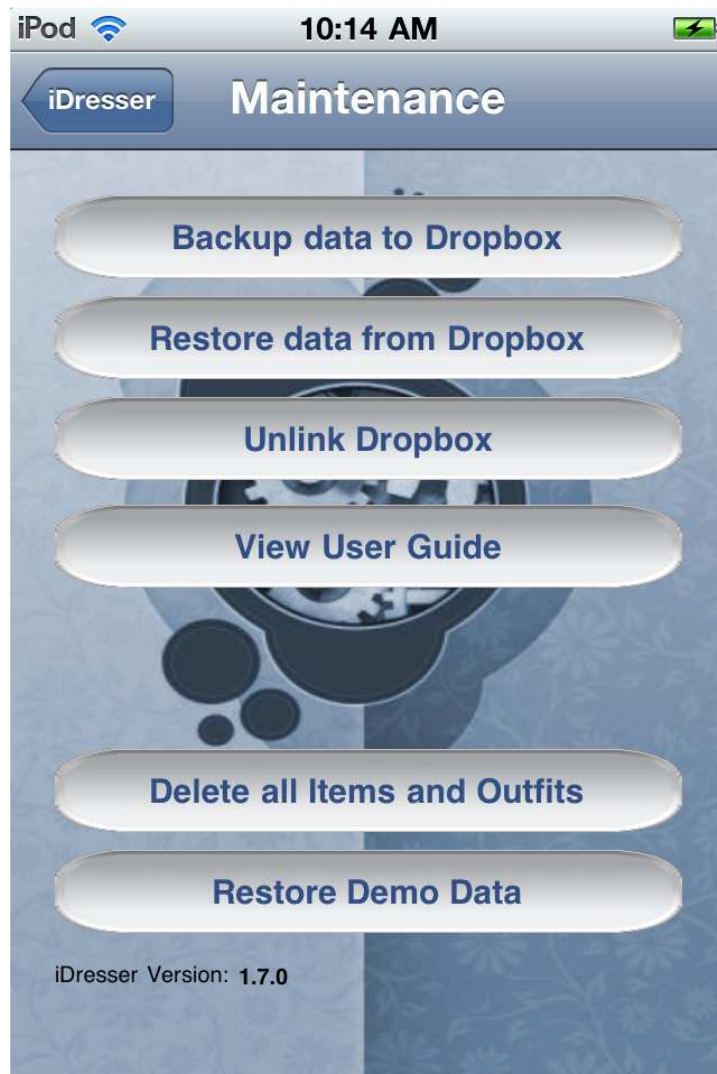 iPod 10:14 AM
iDresser Maintenance
Backup data to Dropbox
Restore data from Dropbox
Unlink Dropbox
View User Guide
Delete all Items and Outfits
Restore Demo Data
iDresser Version: 1.7.0